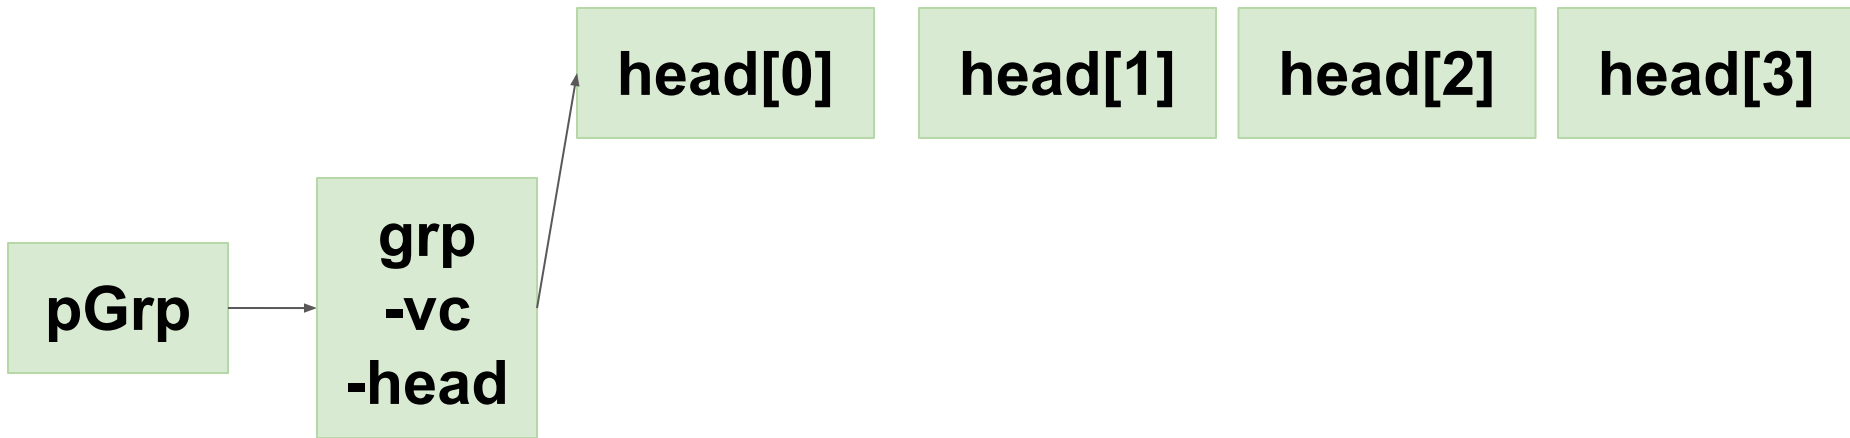 head[0]
head[1]
head[2]
head[3]
pGrp
grp
-vc
-head